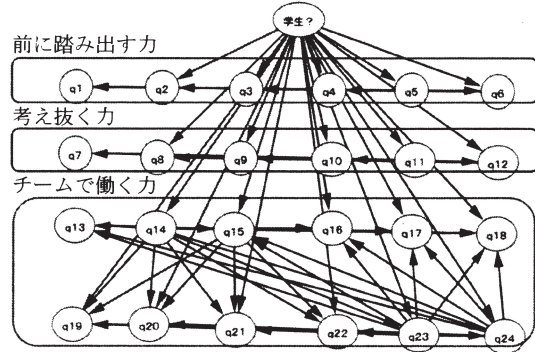 学生?
前に踏み出す力
q1 q2 q3 q4 q5 q6
考え抜く力
q7 q8 q9 q10 q11 q12
チームで働く力
q13 q14 q15 q16 q17 q18
q19 q20 q21 q22 q23 q24